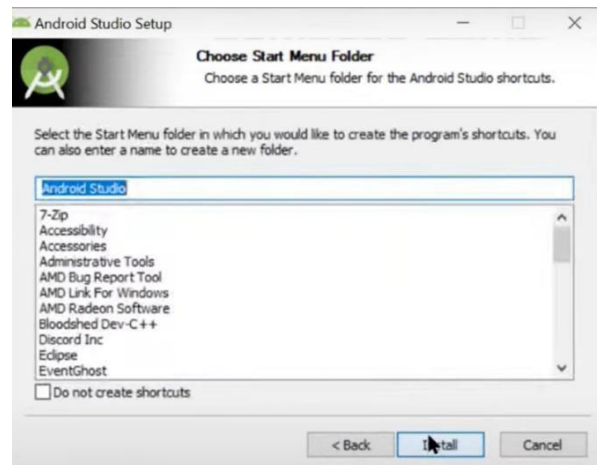 Android Studio Setup
Choose Start Menu Folder
Choose a Start Menu folder for the Android Studio shortcuts.
Select the Start Menu folder in which you would like to create the program's shortcuts. You
can also enter a name to create a new folder.
Android Studio
7-Zip
Accessibility
Accessories
Administrative Tools
AMD Bug Report Tool
AMD Link For Windows
AMD Radeon Software
Bloodshed Dev-C++
Discord Inc
Eclipse
EventGhost
Do not create shortcuts
< Back
Install
Cancel